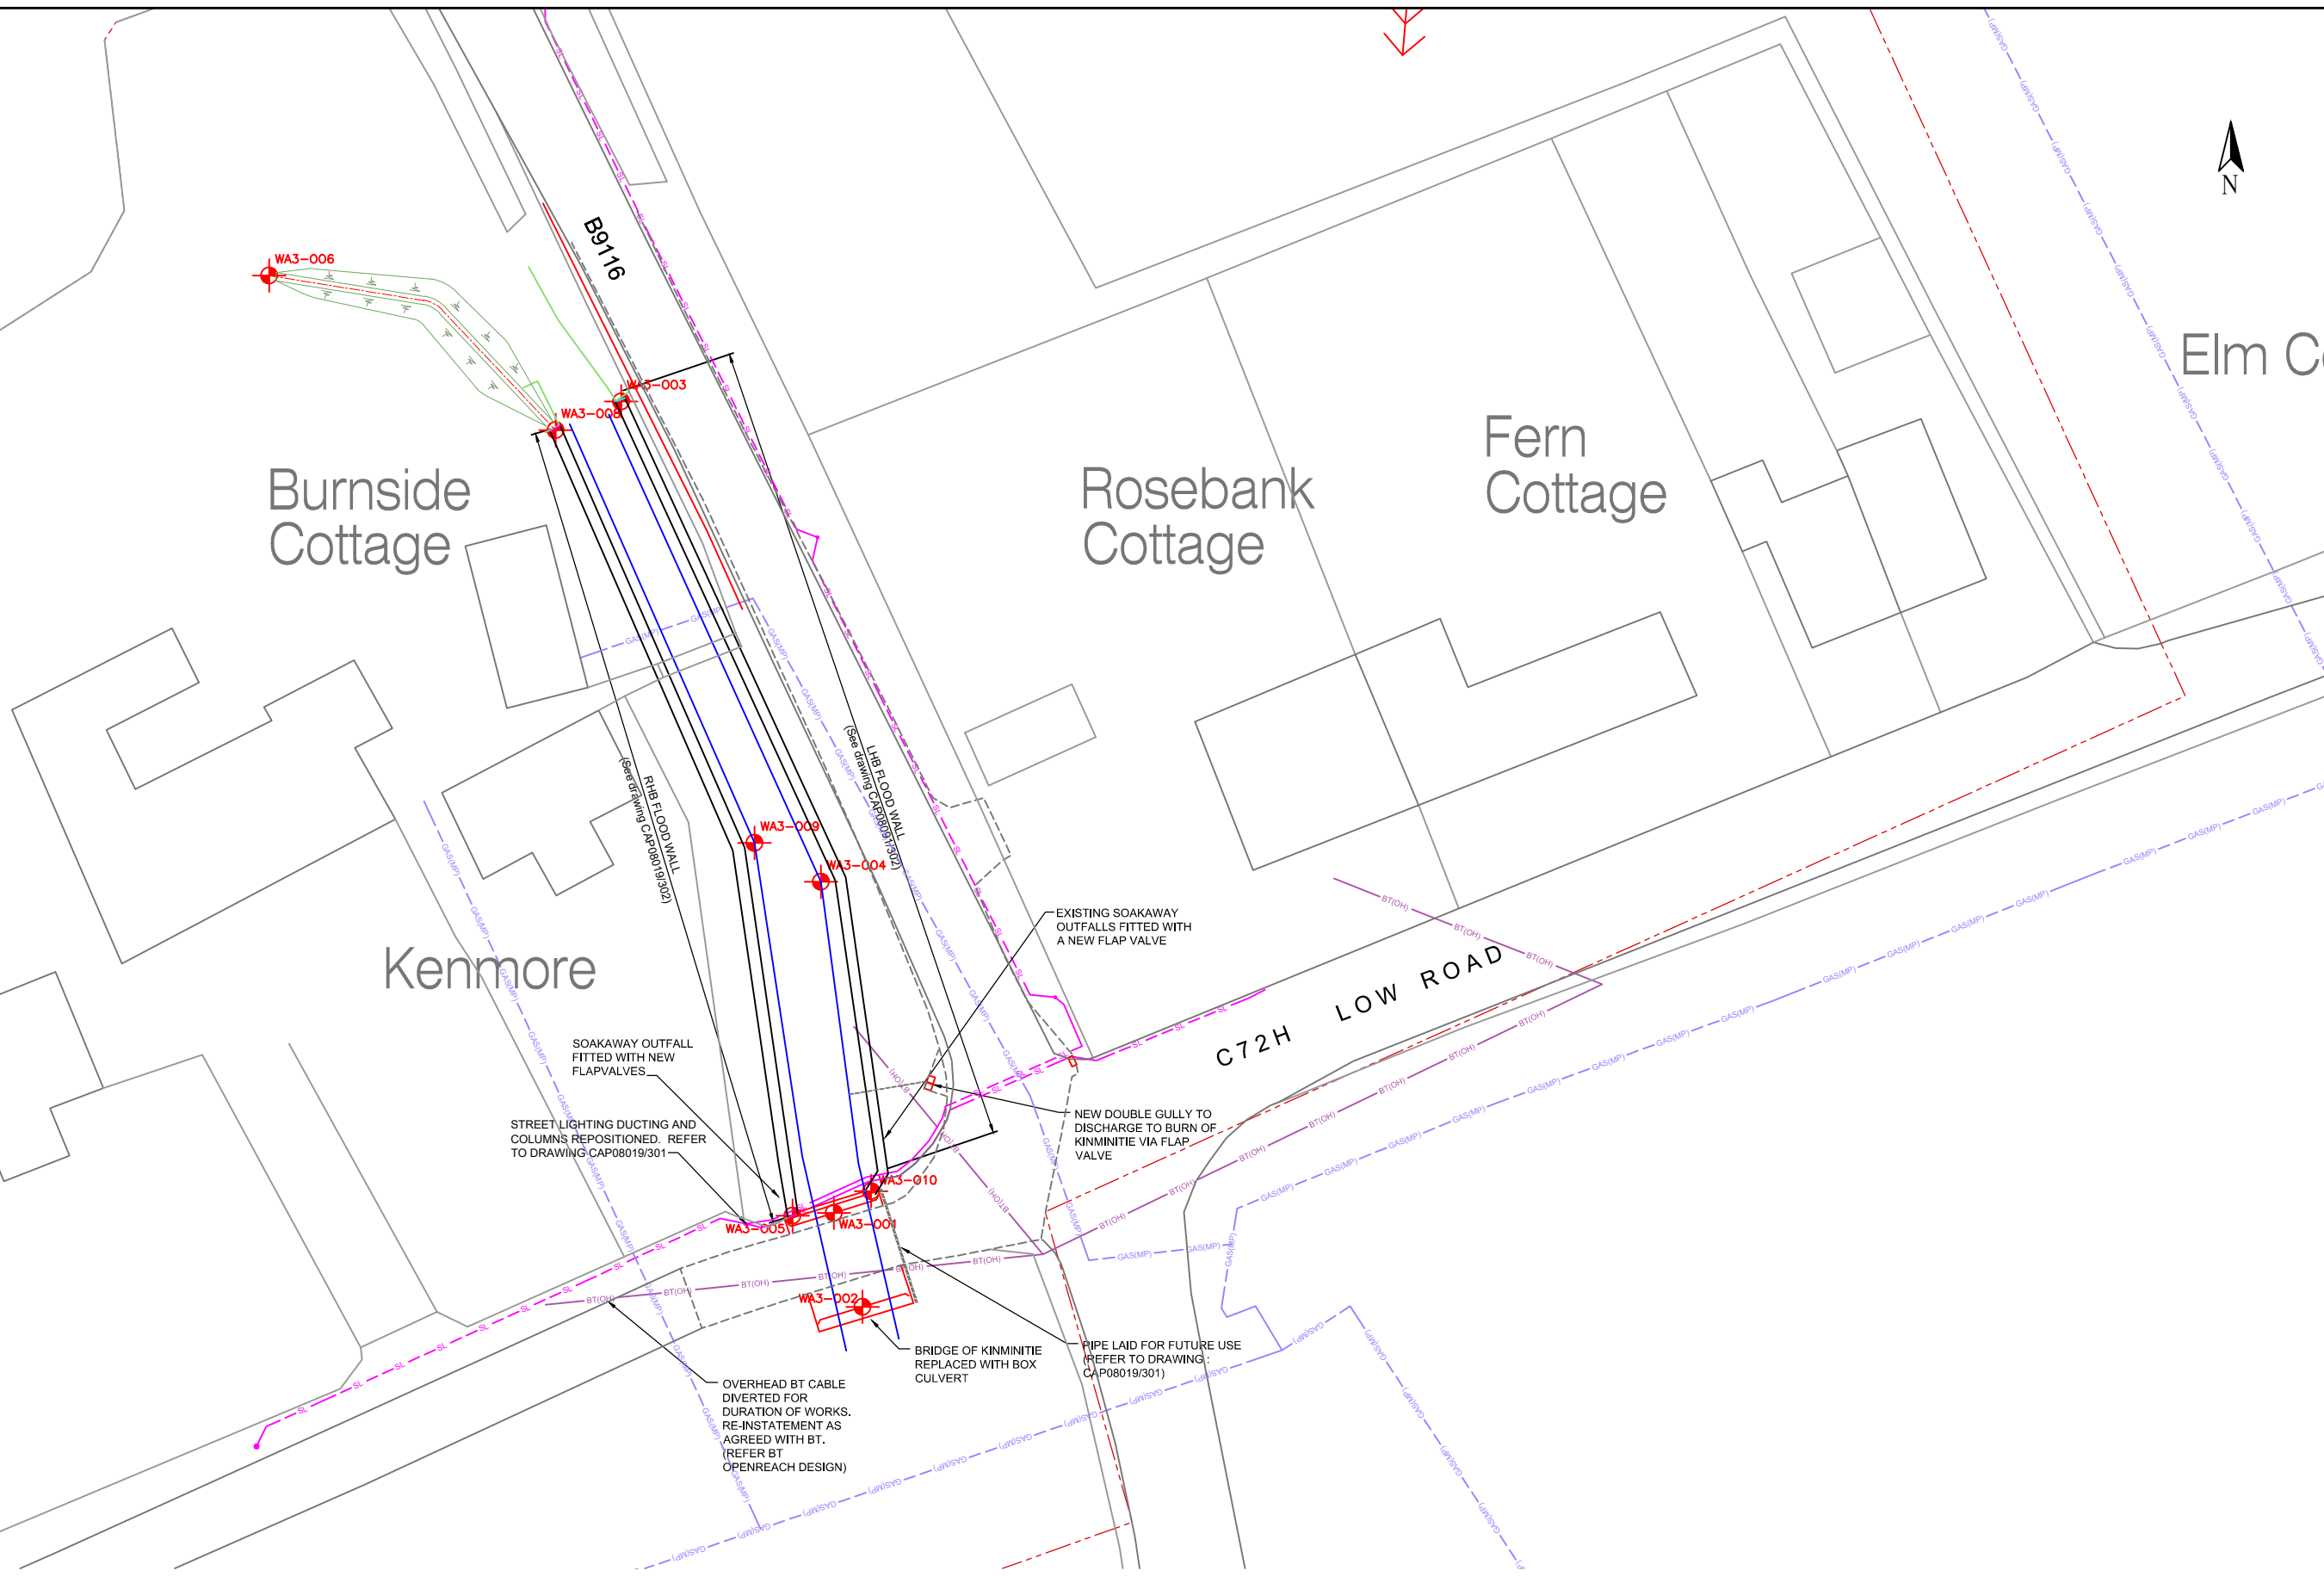 B9116
N
WA3-006
WA3-003
WA3-008
Elm C
Burnside
Cottage
Rosebank
Cottage
Fern
Cottage
Kenmore
RHB FLOOD WALL
(See drawing CAP08019/302)
LHB FLOOD WALL
(See drawing CAP08091/302)
WA3-009
WA3-004
EXISTING SOAKAWAY
OUTFALLS FITTED WITH
A NEW FLAP VALVE
C72H LOW ROAD
SOAKAWAY OUTFALL
FITTED WITH NEW
FLAPVALVES
STREET LIGHTING DUCTING AND
COLUMNS REPOSITIONED. REFER
TO DRAWING CAP08019/301
NEW DOUBLE GULLY TO
DISCHARGE TO BURN OF
KINMINITIE VIA FLAP
VALVE
WA3-010
WA3-005
WA3-001
WA3-002
BRIDGE OF KINMINITIE
REPLACED WITH BOX
CULVERT
PIPE LAID FOR FUTURE USE
(REFER TO DRAWING :
CAP08019/301)
OVERHEAD BT CABLE
DIVERTED FOR
DURATION OF WORKS.
RE-INSTATEMENT AS
AGREED WITH BT.
(REFER BT
OPENREACH DESIGN)
GAS(MP)
BT(OH)
SL